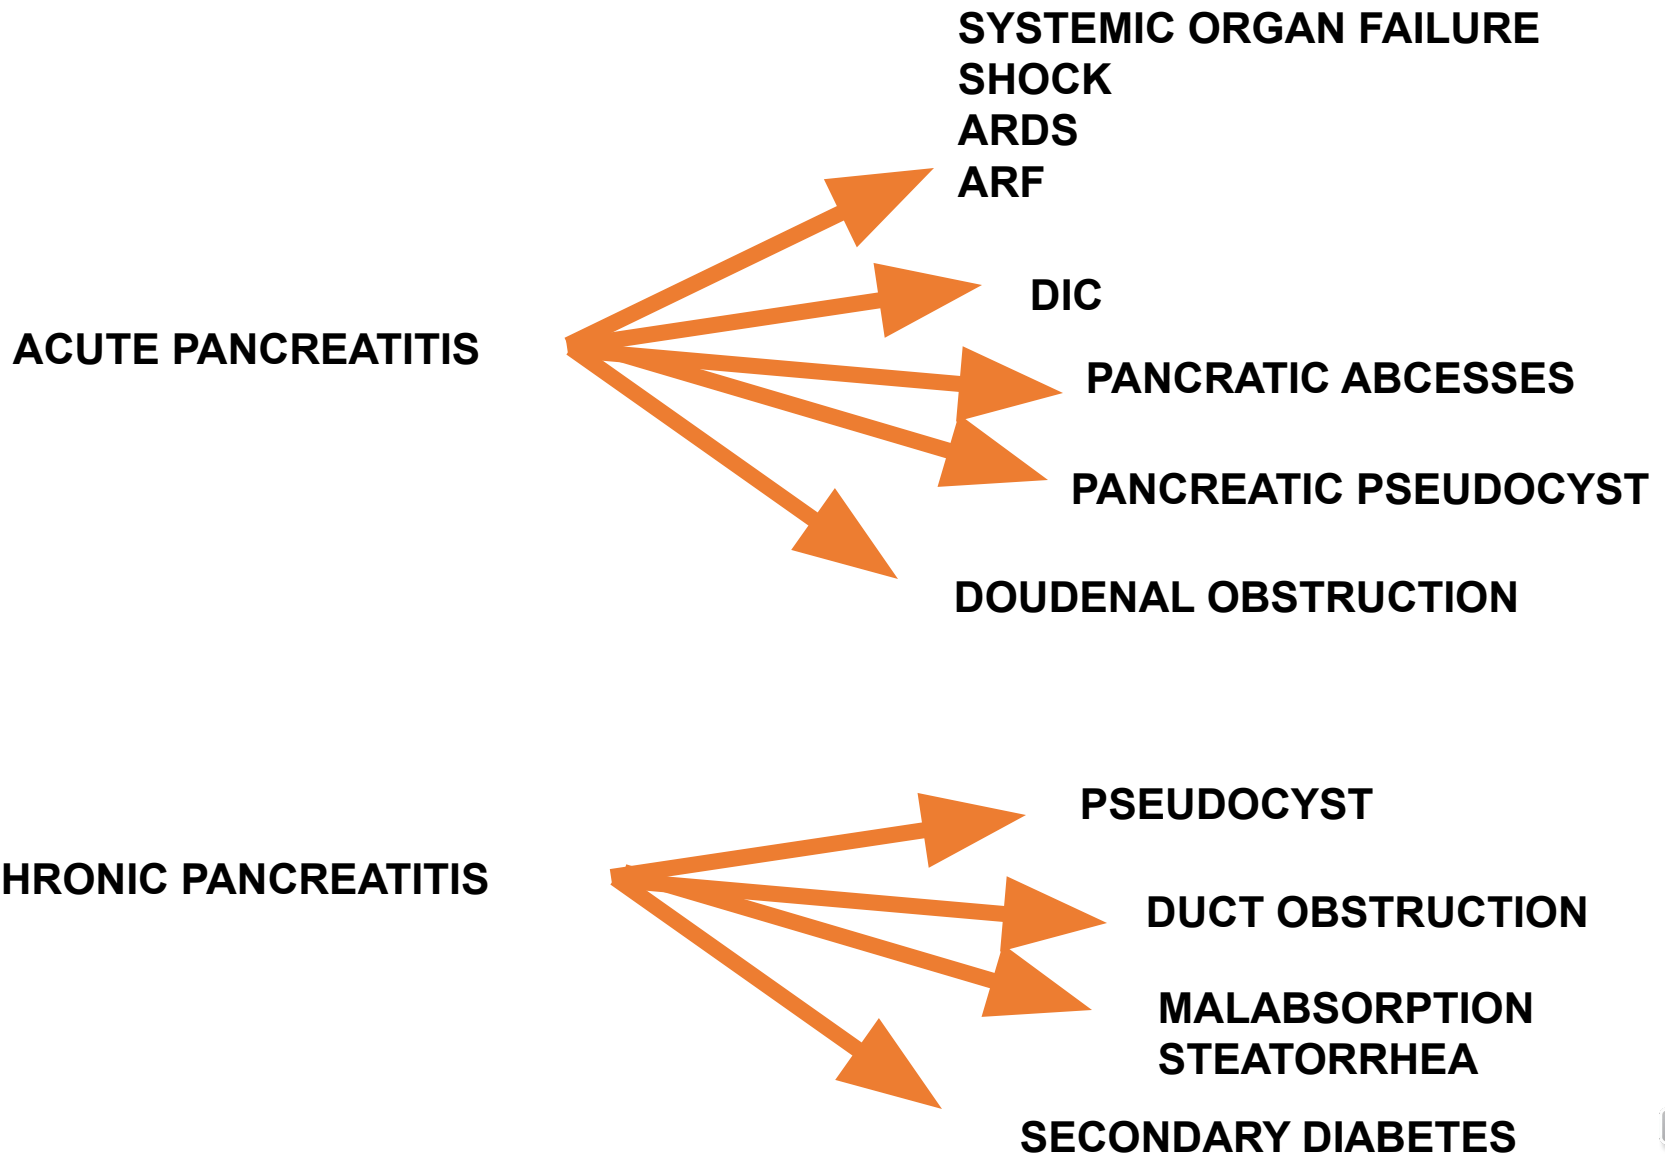 SYSTEMIC ORGAN FAILURE
SHOCK
ARDS
ARF
DIC
ACUTE PANCREATITIS
PANCRATIC ABCESSES
PANCREATIC PSEUDOCYST
DOUDENAL OBSTRUCTION
PSEUDOCYST
HRONIC PANCREATITIS
DUCT OBSTRUCTION
MALABSORPTION
STEATORRHEA
SECONDARY DIABETES